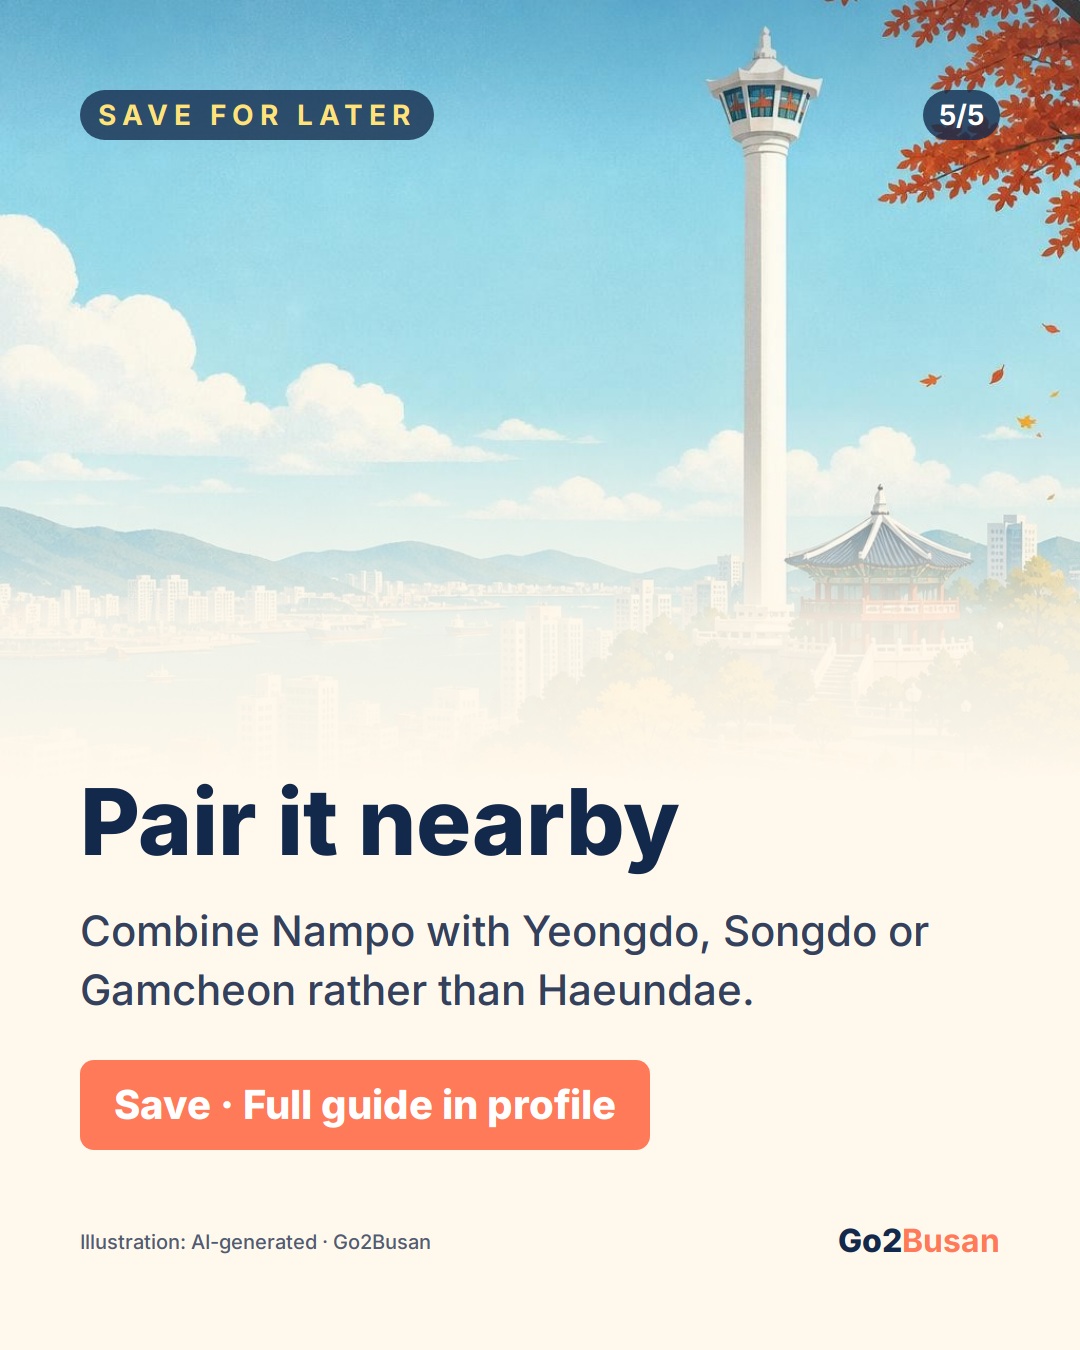 SAVE FOR LATER
5/5
Pair it nearby
Combine Nampo with Yeongdo, Songdo or
Gamcheon rather than Haeundae.
Save · Full guide in profile
Illustration: AI-generated · Go2Busan
Go2Busan